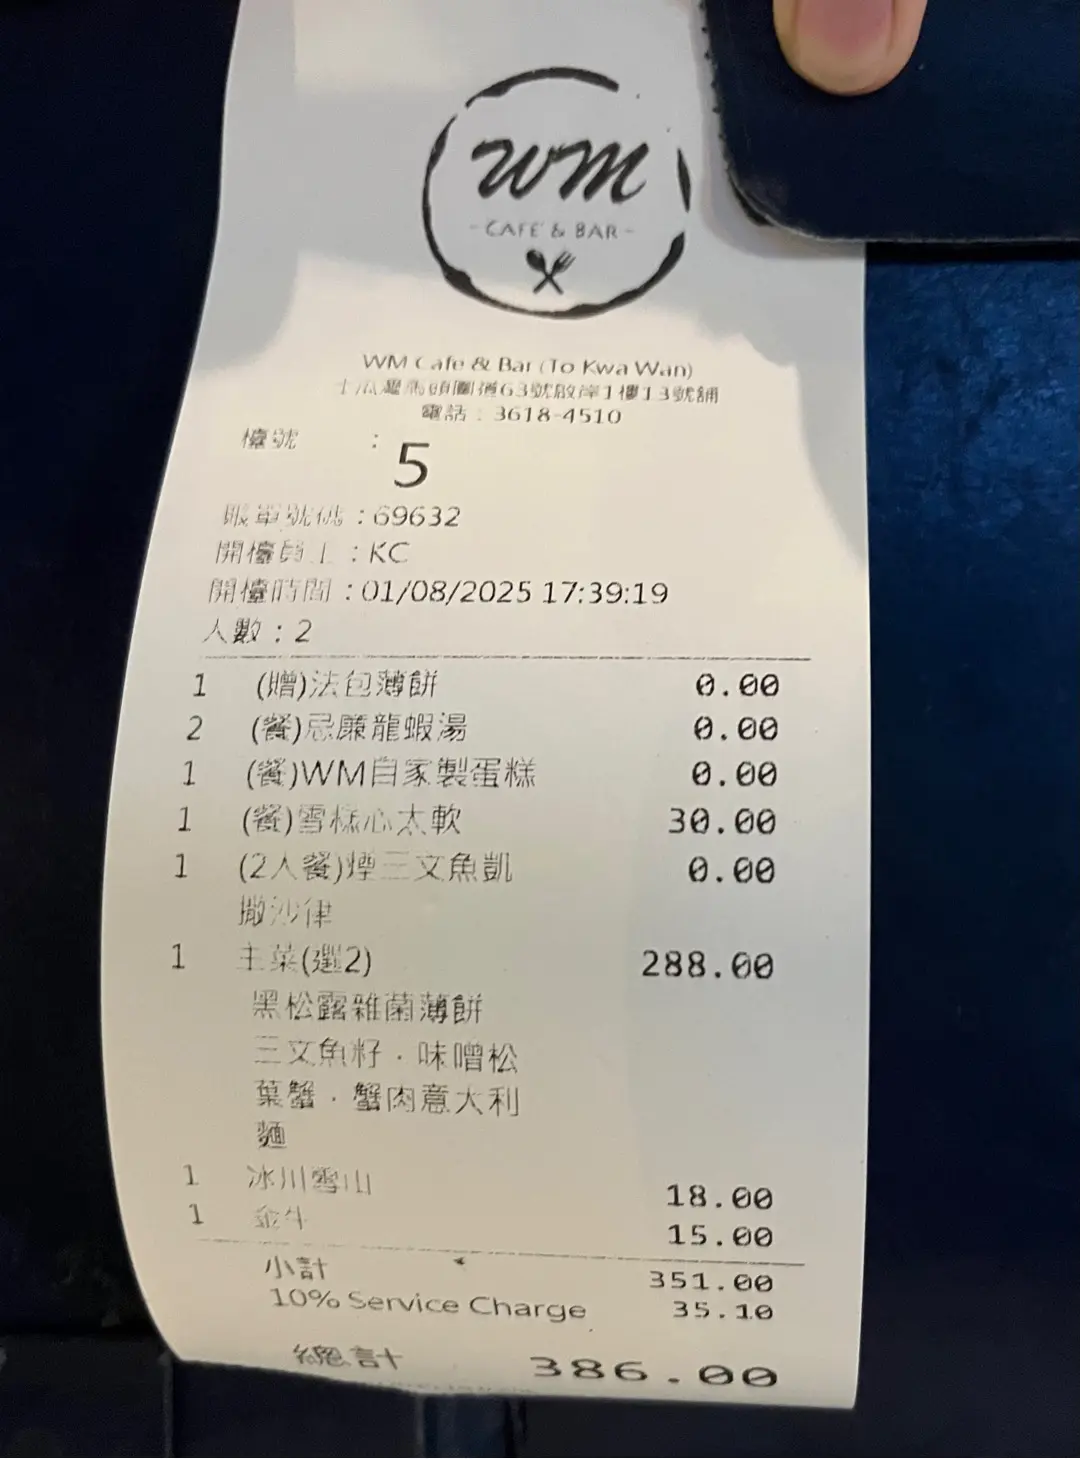 WM
- CAFE & BAR -
WM Cafe & Bar (To Kwa Wan)
土瓜灣馬頭圍道63號啟岸1樓13號舖
電話：3618-4510
檯號 ：
5
賬單號碼：69632
開檯員工：KC
開檯時間：01/08/2025 17:39:19
人數：2
1 (贈)法包薄餅 0.00
2 (餐)忌廉龍蝦湯 0.00
1 (餐)WM自家製蛋糕 0.00
1 (餐)雪糕心太軟 30.00
1 (2人餐)煙三文魚凱 0.00
撒沙律
1 主菜(選2) 288.00
黑松露雜菌薄餅
三文魚籽．味噌松
葉蟹．蟹肉意大利
麵
1 冰川雪山 18.00
1 金牛 15.00
小計 351.00
10% Service Charge 35.10
總計 386.00